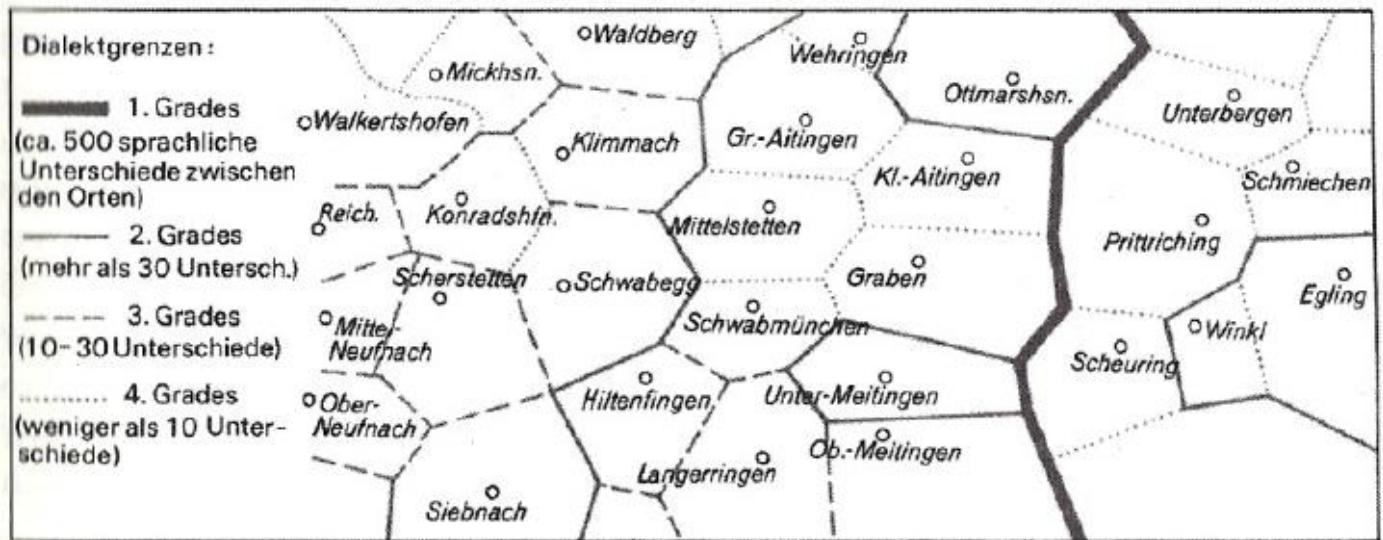 Dialektgrenzen:
1. Grades
(ca. 500 sprachliche
Unterschiede zwischen
den Orten)
2. Grades
(mehr als 30 Untersch.)
3. Grades
(10-30 Unterschiede)
4. Grades
(weniger als 10 Unter-
schiede)
Waldberg
Wehringen
Mickhsn.
Ottmarshsn.
Unterbergen
Walkertshofen
Klimmach
Gr.-Aitingen
Kl.-Aitingen
Schmiechen
Reich.
Konradshfn.
Mittelstetten
Prittriching
Scherstetten
Schwabegg
Graben
Egling
Mittel-
Neufnach
Schwabmünchen
Winkl
Scheuring
Ober-
Neufnach
Hiltenfingen
Unter-Meitingen
Langerringen
Ob.-Meitingen
Siebnach